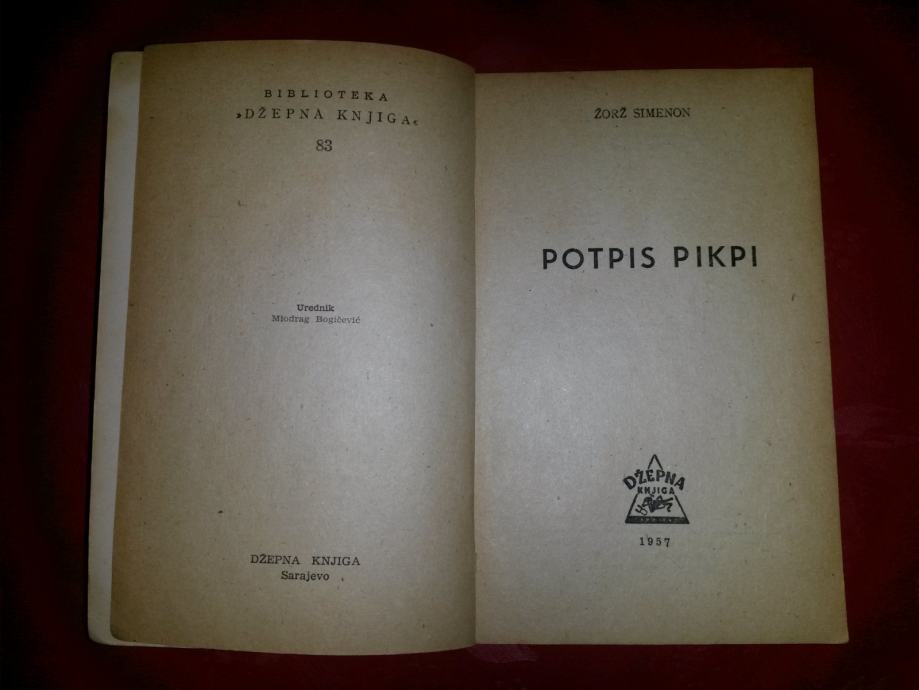 BIBLIOTEKA
»DŽEPNA KNJIGA«
83
Urednik
Miodrag Bogičević
DŽEPNA KNJIGA
Sarajevo
ŽORŽ SIMENON
POTPIS PIKPI
DŽEPNA
KNJIGA
1957